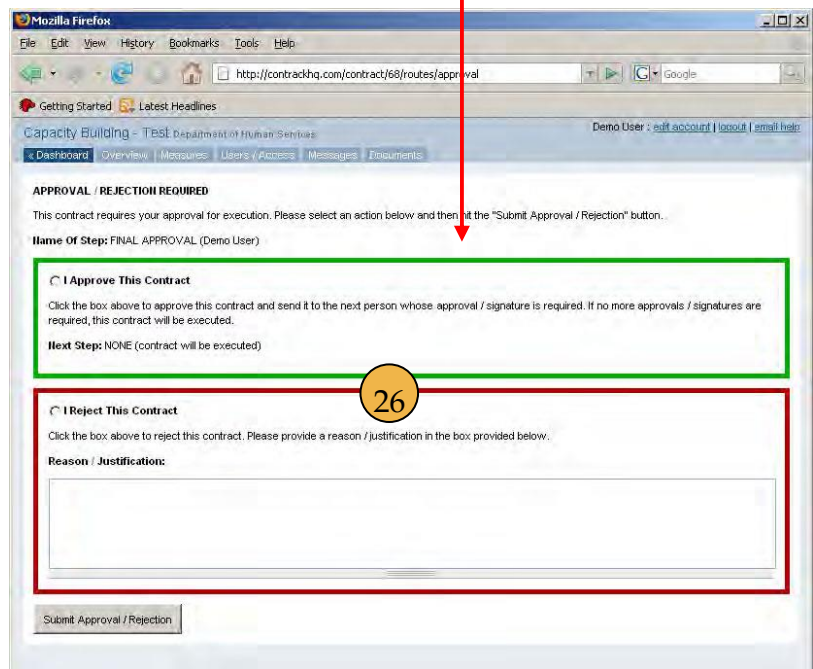 Mozilla Firefox
File Edit View History Bookmarks Tools Help
http://contrackhq.com/contract/68/routes/approval
Google
Getting Started Latest Headlines
Capacity Building - Test Department of Human Services
Demo User : edit account | logout | email help
« Dashboard Overview Measures Users / Access Messages Documents
APPROVAL / REJECTION REQUIRED
This contract requires your approval for execution. Please select an action below and then hit the "Submit Approval / Rejection" button.
Name Of Step: FINAL APPROVAL (Demo User)
I Approve This Contract
Click the box above to approve this contract and send it to the next person whose approval / signature is required. If no more approvals / signatures are
required, this contract will be executed.
Next Step: NONE (contract will be executed)
26
I Reject This Contract
Click the box above to reject this contract. Please provide a reason / justification in the box provided below.
Reason / Justification:
Submit Approval / Rejection